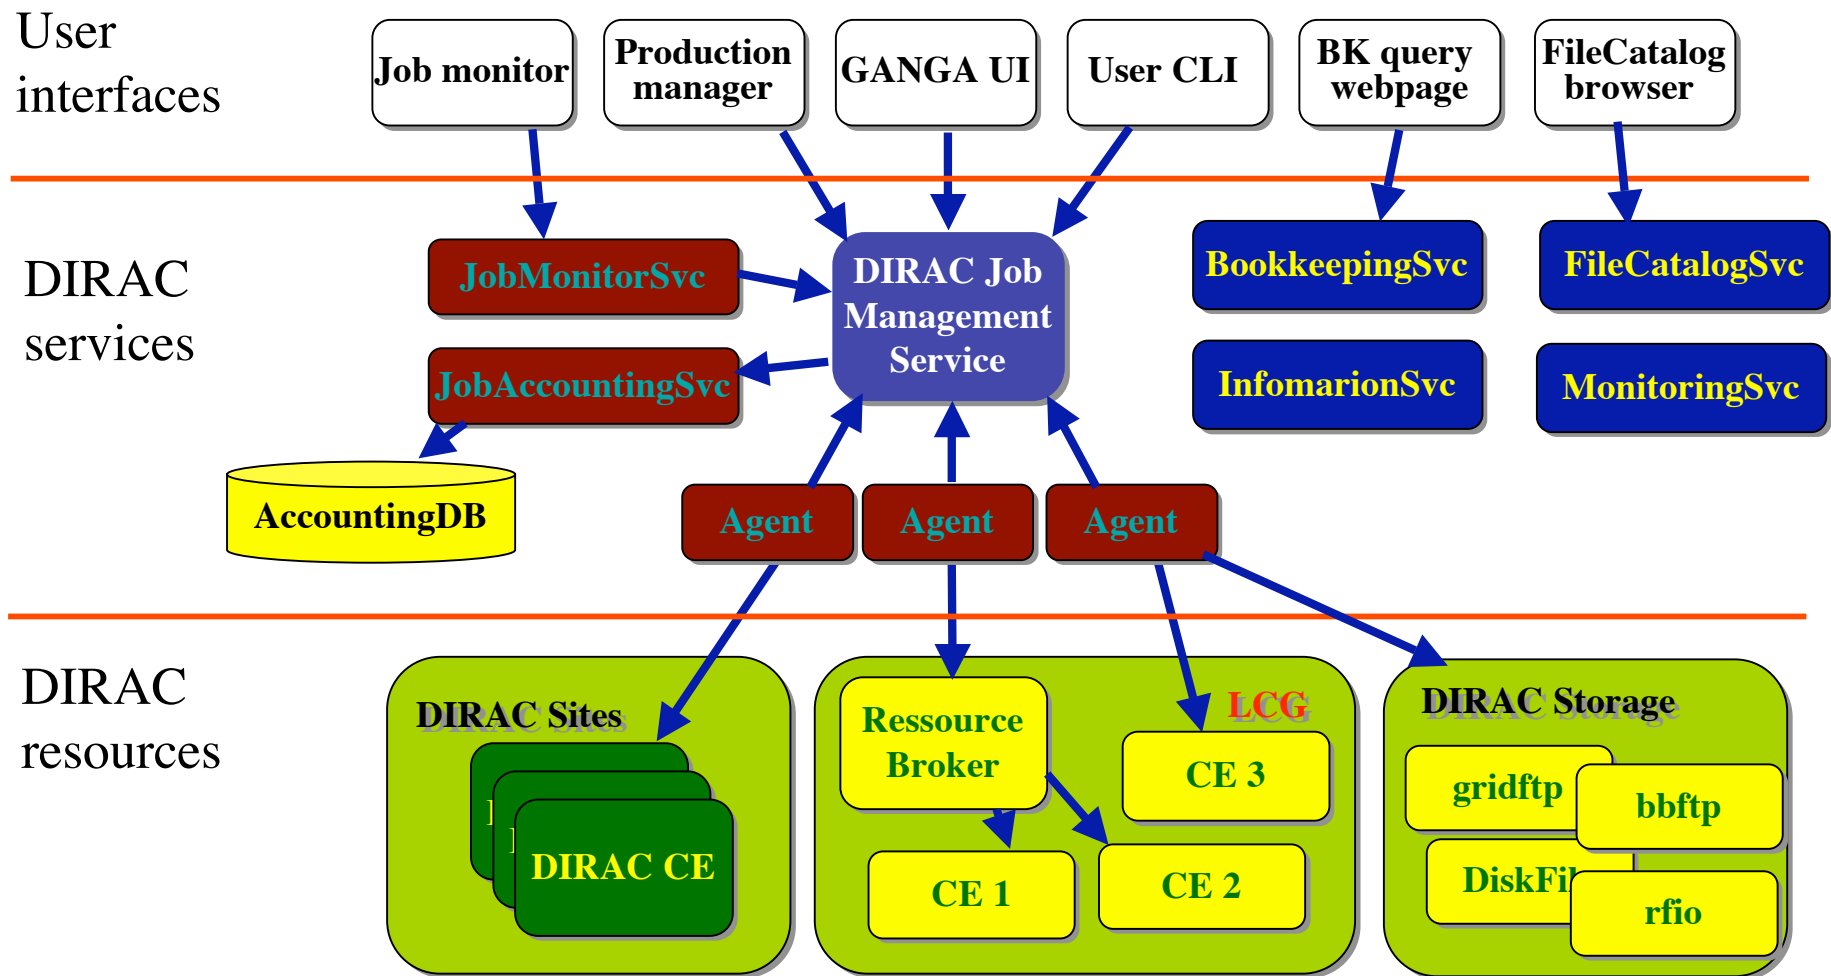 User
interfaces
Job monitor
Production
manager
GANGA UI
User CLI
BK query
webpage
FileCatalog
browser
DIRAC
services
JobMonitorSvc
JobAccountingSvc
AccountingDB
DIRAC Job
Management
Service
BookkeepingSvc
FileCatalogSvc
InfomarionSvc
MonitoringSvc
Agent
Agent
Agent
DIRAC
resources
DIRAC Sites
DIRAC CE
Ressource
Broker
LCG
CE 3
CE 1
CE 2
DIRAC Storage
gridftp
bbftp
DiskFil
rfio